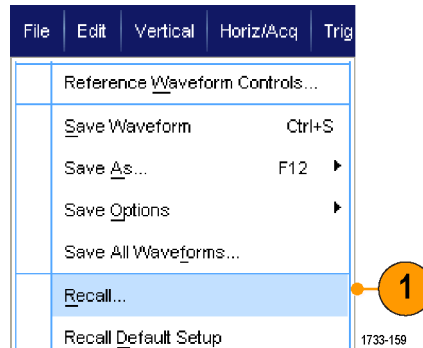 File Edit Vertical Horiz/Acq Trig
Reference Waveform Controls...
Save Waveform Ctrl+S
Save As... F12
Save Options
Save All Waveforms...
Recall... 1
Recall Default Setup 1733-159